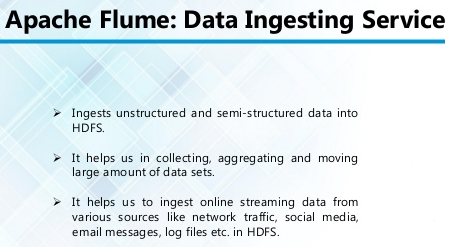 Apache Flume: Data Ingesting Service
➢ Ingests unstructured and semi-structured data into
HDFS.
➢ It helps us in collecting, aggregating and moving
large amount of data sets.
➢ It helps us to ingest online streaming data from
various sources like network traffic, social media,
email messages, log files etc. in HDFS.